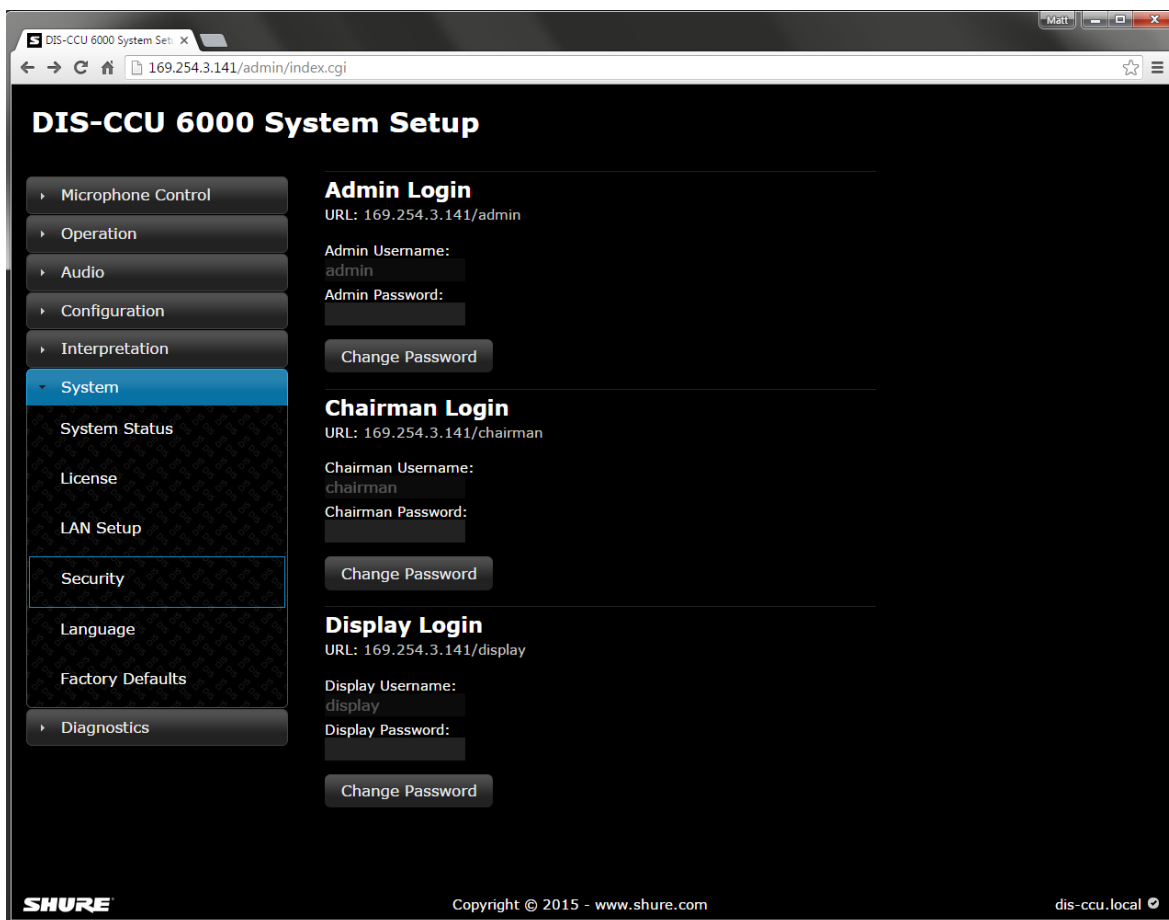 Matt
DIS-CCU 6000 System Set
169.254.3.141/admin/index.cgi
DIS-CCU 6000 System Setup
Microphone Control
Operation
Audio
Configuration
Interpretation
System
System Status
License
LAN Setup
Security
Language
Factory Defaults
Diagnostics
Admin Login
URL: 169.254.3.141/admin
Admin Username:
admin
Admin Password:
Change Password
Chairman Login
URL: 169.254.3.141/chairman
Chairman Username:
chairman
Chairman Password:
Change Password
Display Login
URL: 169.254.3.141/display
Display Username:
display
Display Password:
Change Password
SHURE
Copyright © 2015 - www.shure.com
dis-ccu.local